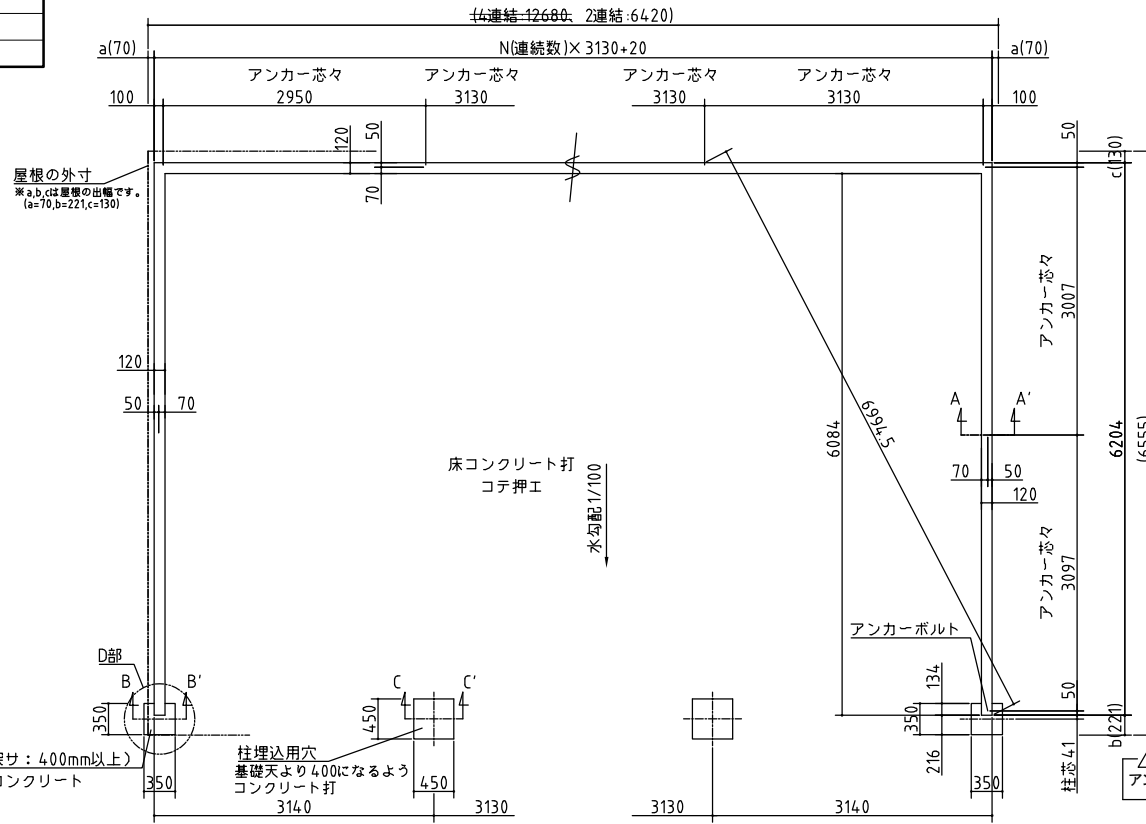 (4連結:12680, 2連結:6420)
a(70)
N(連続数)×3130+20
a(70)
アンカー芯々
アンカー芯々
アンカー芯々
アンカー芯々
100
2950
3130
3130
3130
100
120
50
70
50
c(130)
屋根の外寸
※a,b,cは屋根の出幅です。
(a=70,b=221,c=130)
アンカー芯々
3007
120
50
70
6084
6994.5
A
A'
70
50
120
6204
(6555)
床コンクリート打
コテ押エ
水勾配1/100
アンカー芯々
3097
アンカーボルト
D部
B
B'
C
C'
350
450
134
350
216
50
b(221)
柱芯41
サ：400mm以上)
コンクリート
柱埋込用穴
基礎天より400になるよう
コンクリート打
350
450
350
3140
3130
3130
3140